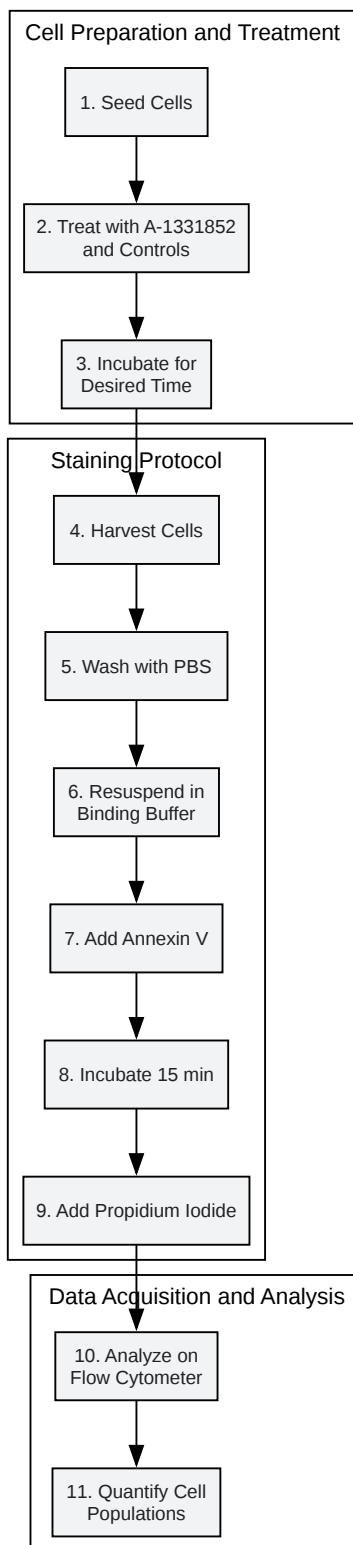 Cell Preparation and Treatment
1. Seed Cells
2. Treat with A-1331852
and Controls
3. Incubate for
Desired Time
Staining Protocol
4. Harvest Cells
5. Wash with PBS
6. Resuspend in
Binding Buffer
7. Add Annexin V
8. Incubate 15 min
9. Add Propidium Iodide
Data Acquisition and Analysis
10. Analyze on
Flow Cytometer
11. Quantify Cell
Populations